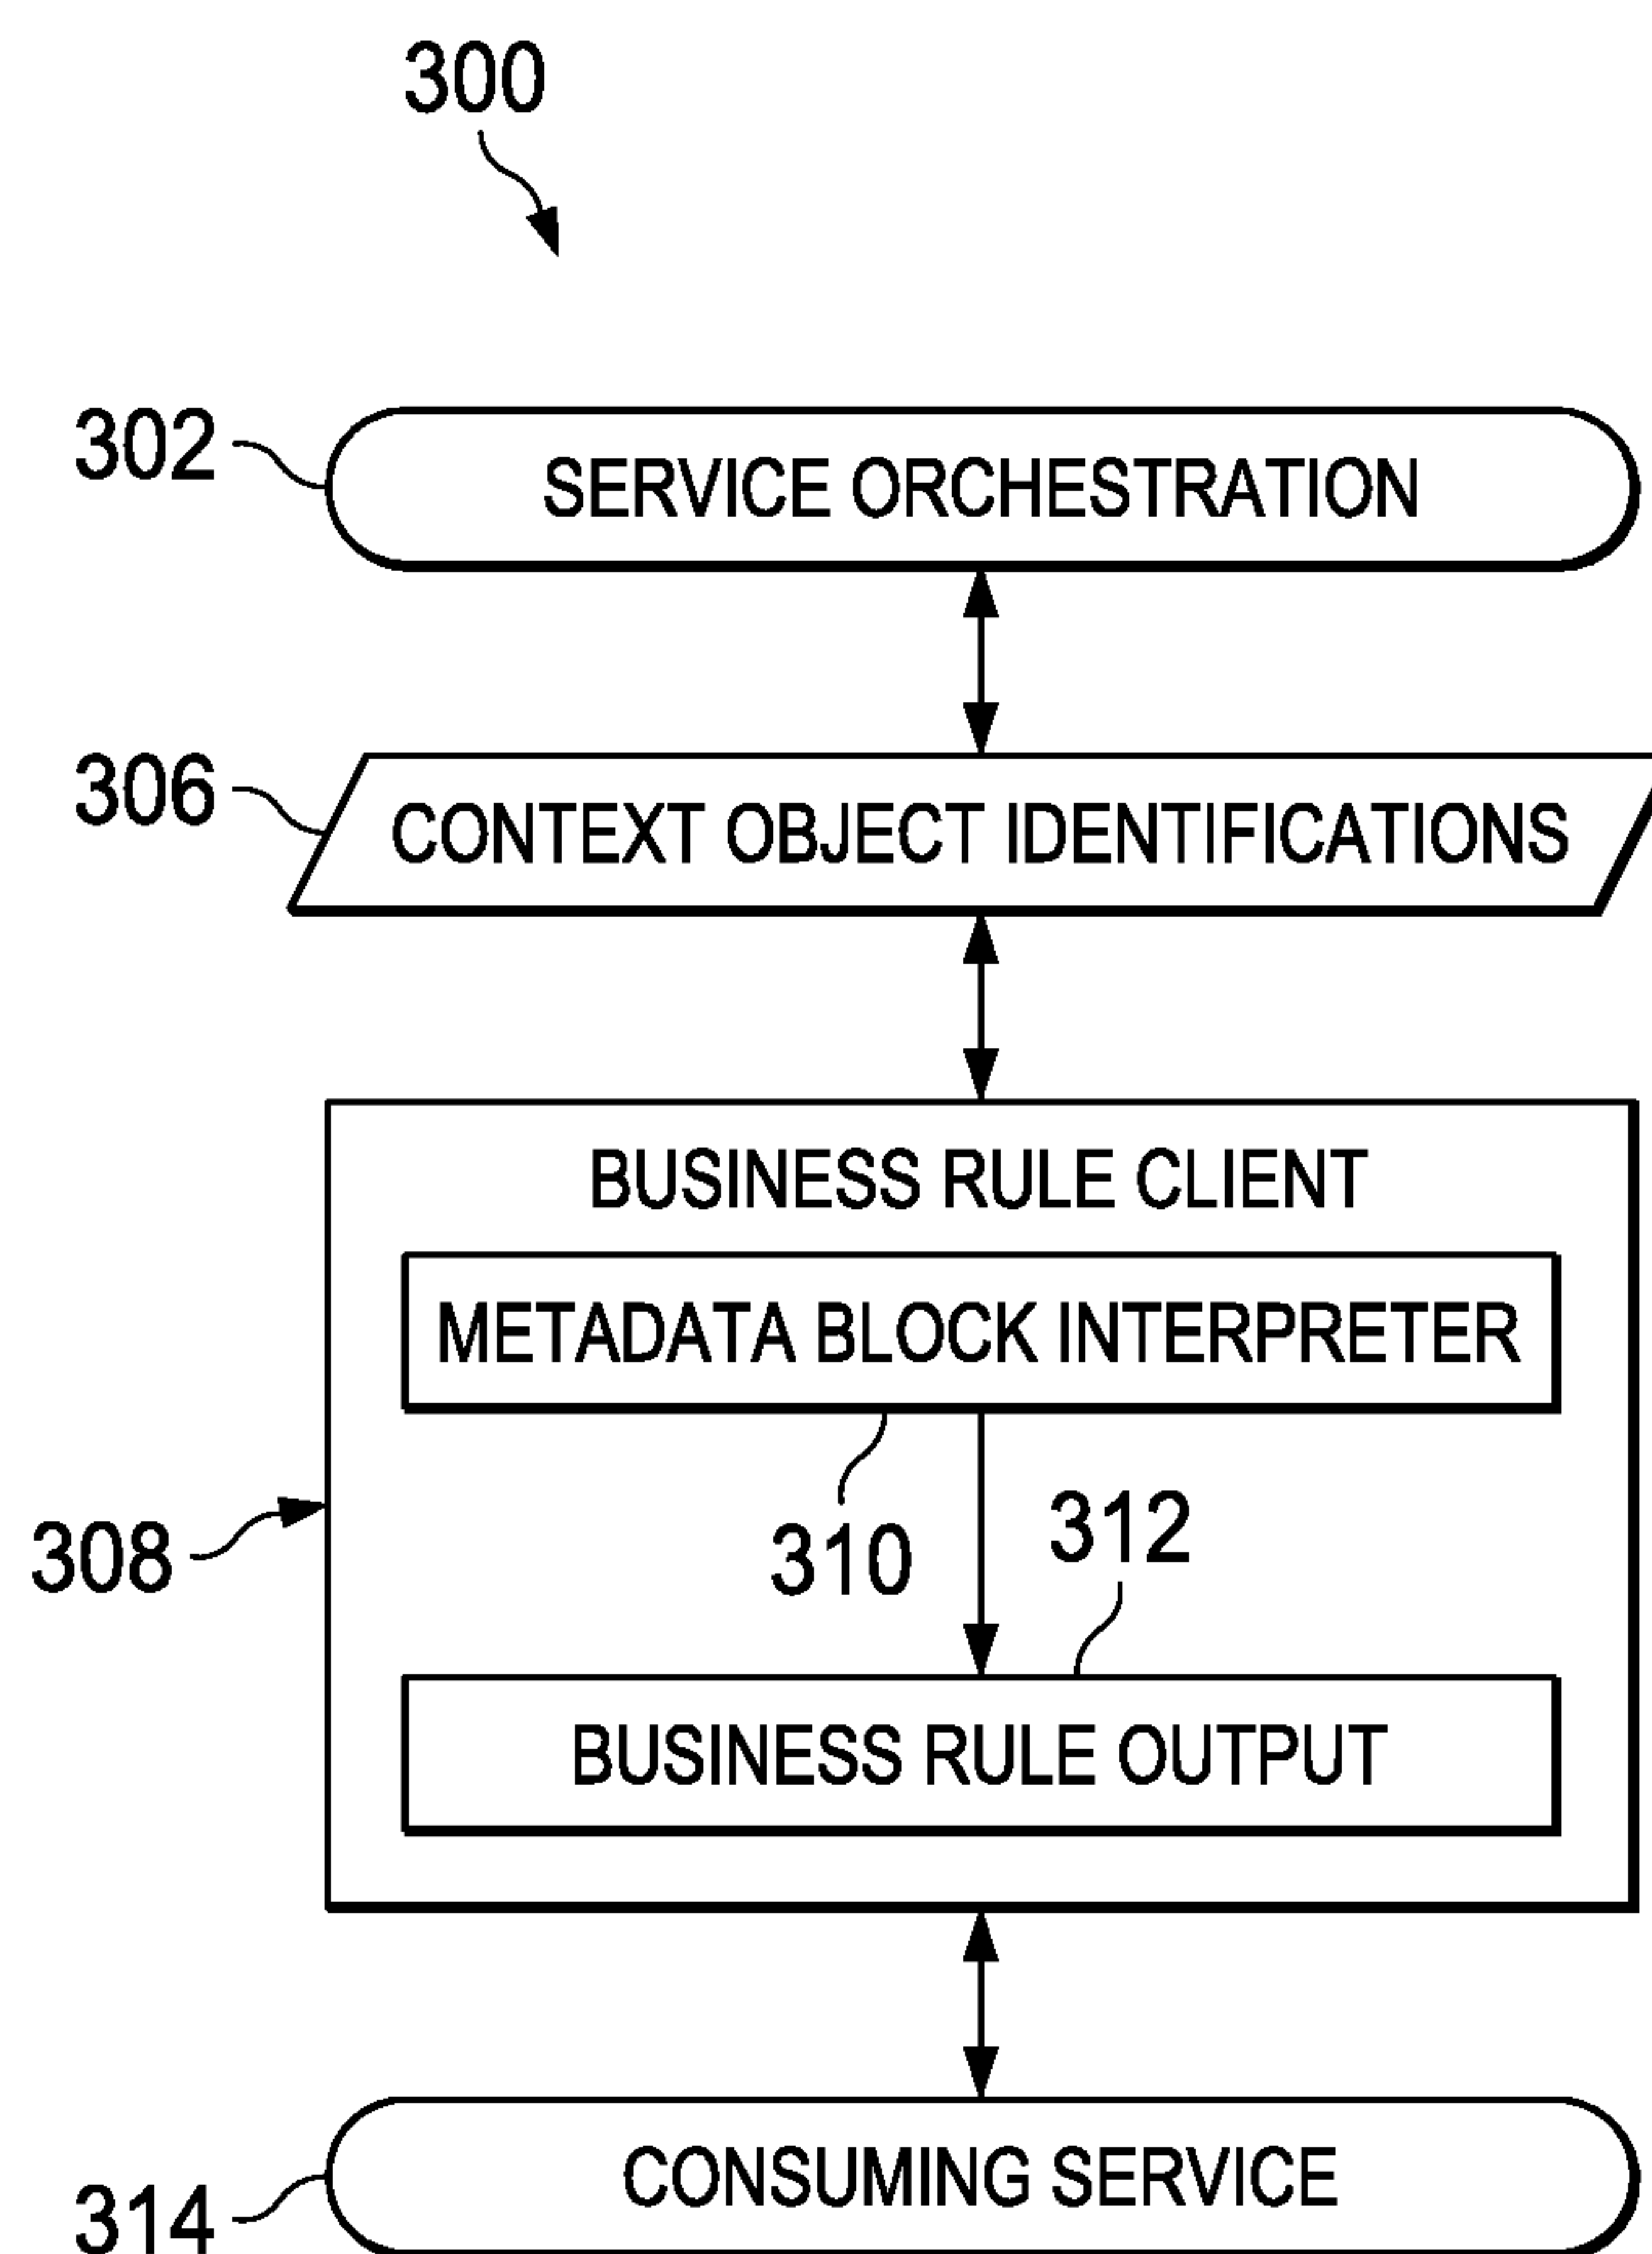 300
302
SERVICE ORCHESTRATION
306
CONTEXT OBJECT IDENTIFICATIONS
BUSINESS RULE CLIENT
METADATA BLOCK INTERPRETER
308
310
312
BUSINESS RULE OUTPUT
314
CONSUMING SERVICE